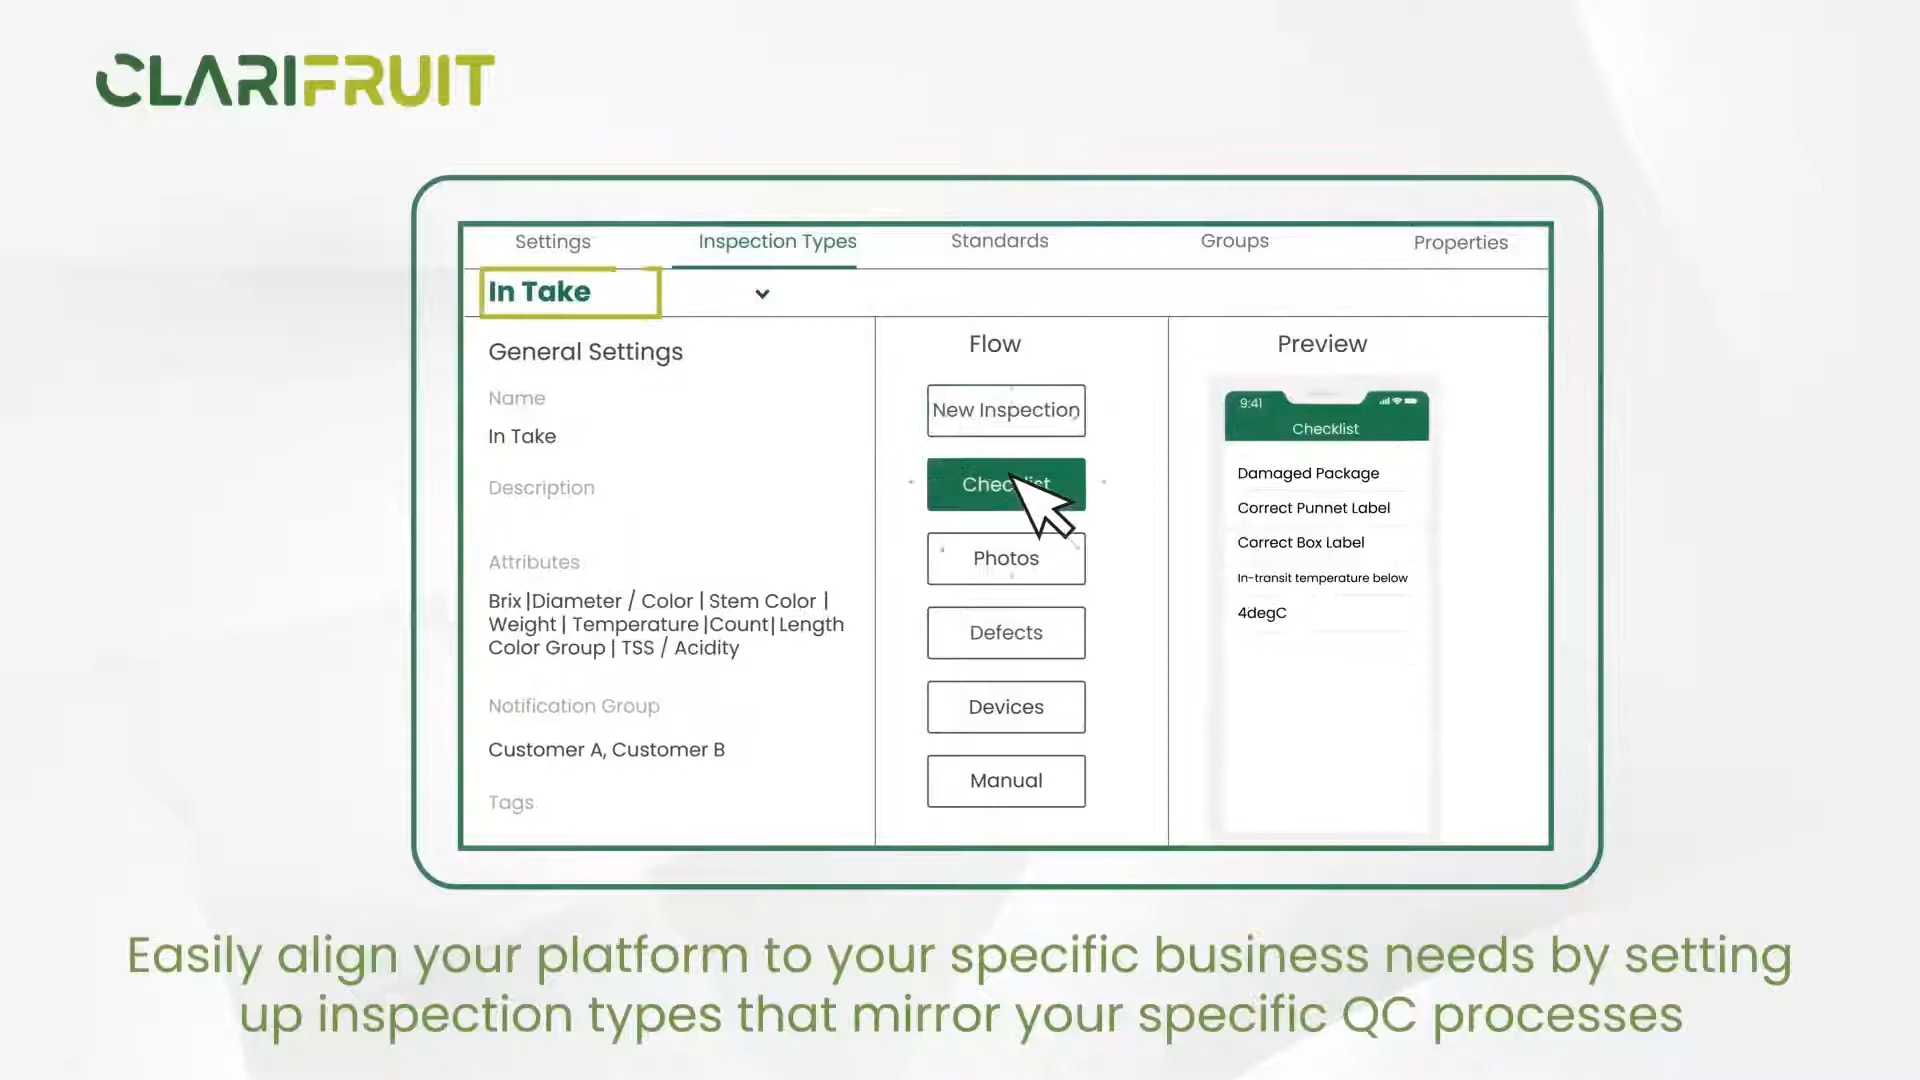 CLARIFRUIT
Settings
Inspection Types
Standards
Groups
Properties
In Take
General Settings
Name
In Take
Description
Attributes
Brix |Diameter / Color | Stem Color |
Weight | Temperature |Count| Length
Color Group | TSS / Acidity
Notification Group
Customer A, Customer B
Tags
Flow
New Inspection
Checklist
Photos
Defects
Devices
Manual
Preview
9:41
Checklist
Damaged Package
Correct Punnet Label
Correct Box Label
In-transit temperature below
4degC
Easily align your platform to your specific business needs by setting
up inspection types that mirror your specific QC processes